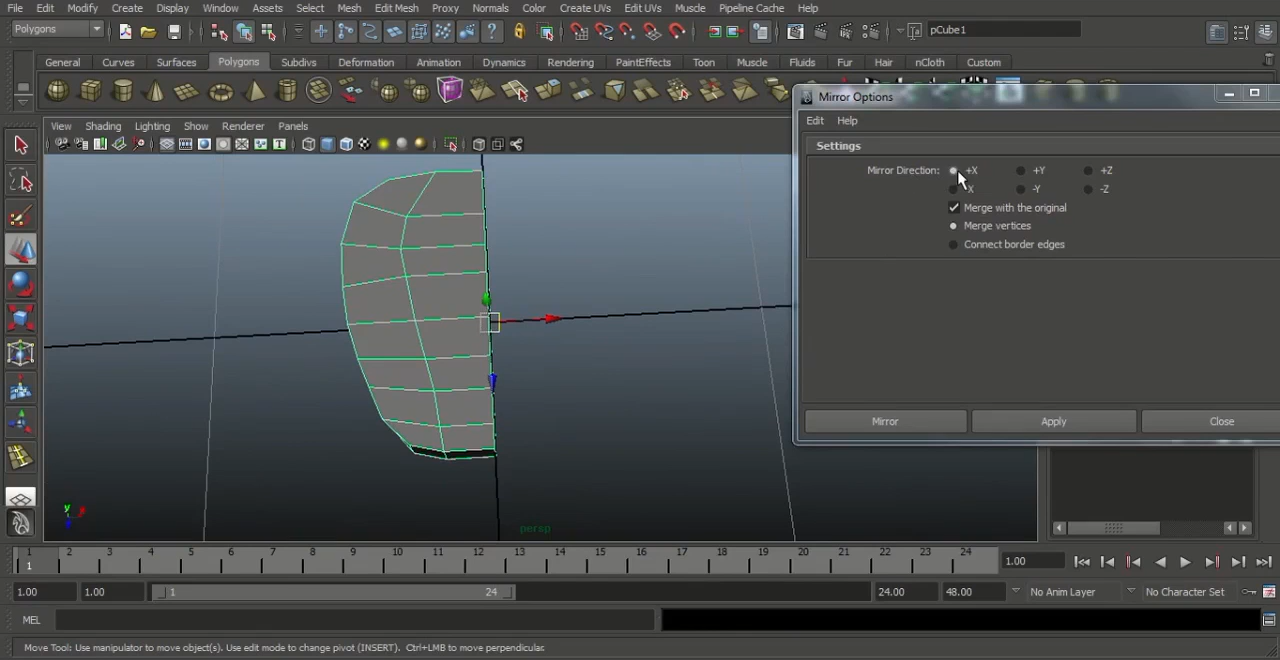 File Edit Modify Create Display Window Assets Select Mesh Edit Mesh Proxy Normals Color Create UVs Edit UVs Muscle Pipeline Cache Help
Polygons
pCube1
General Curves Surfaces Polygons Subdivs Deformation Animation Dynamics Rendering PaintEffects Toon Muscle Fluids Fur Hair nCloth Custom
Mirror Options
View Shading Lighting Show Renderer Panels
Edit Help
Settings
Mirror Direction: +X +Y +Z
X -Y -Z
Merge with the original
Merge vertices
Connect border edges
Mirror Apply Close
y
persp
1 2 3 4 5 6 7 8 9 10 11 12 13 14 15 16 17 18 19 20 21 22 23 24
1 1.00
1.00 1.00 1 24 24.00 48.00 No Anim Layer No Character Set
MEL
Move Tool: Use manipulator to move object(s). Use edit mode to change pivot (INSERT). Ctrl+LMB to move perpendicular.